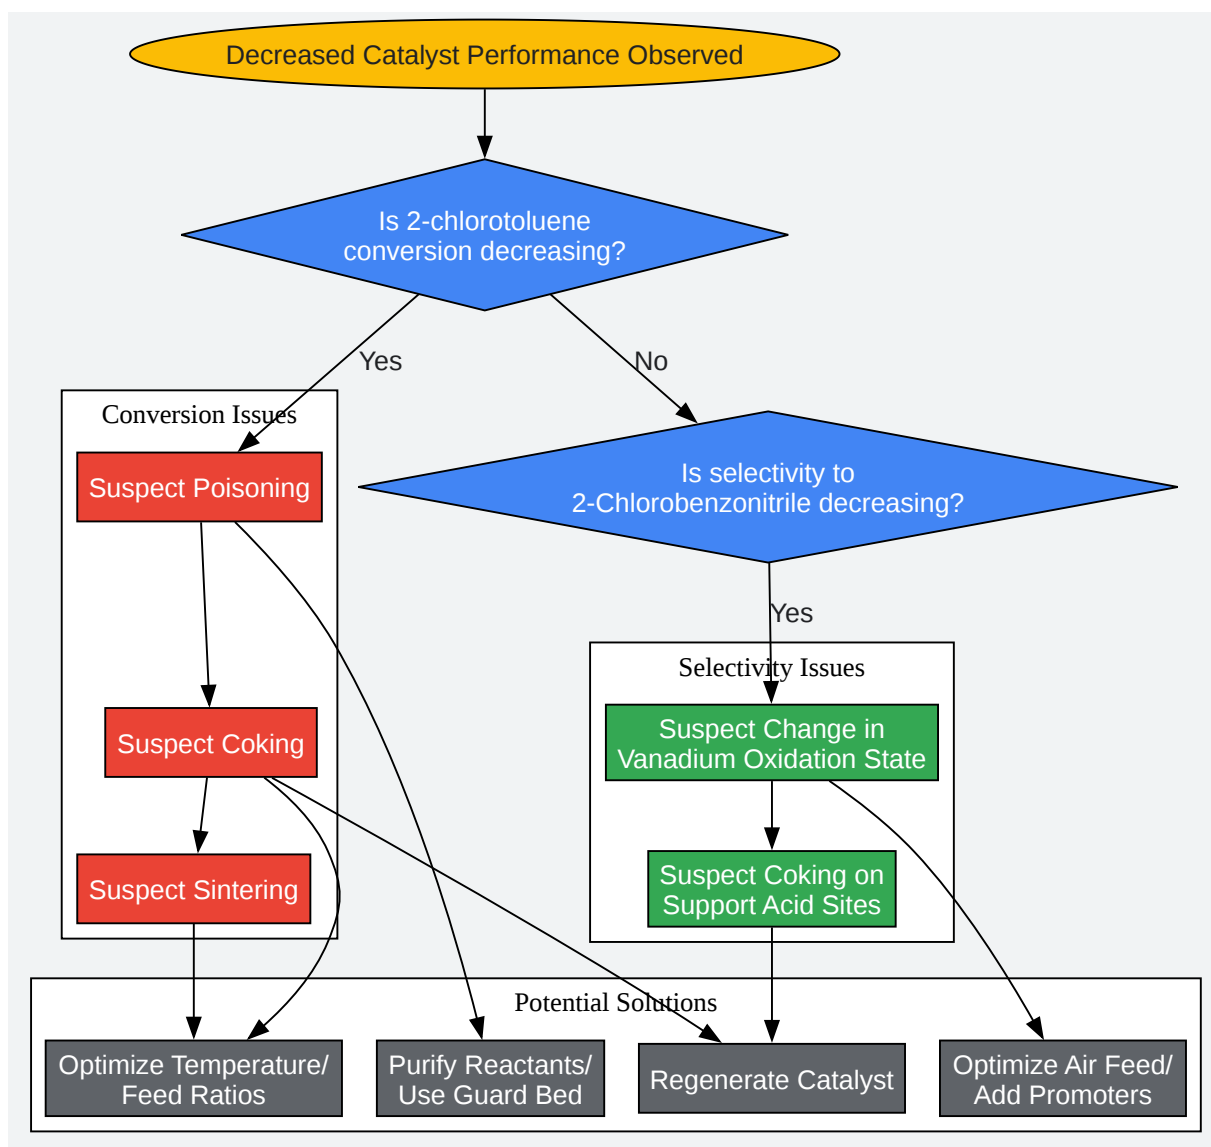 Decreased Catalyst Performance Observed
Is 2-chlorotoluene
conversion decreasing?
Yes
No
Conversion Issues
Suspect Poisoning
Is selectivity to
2-Chlorobenzonitrile decreasing?
Yes
Selectivity Issues
Suspect Coking
Suspect Change in
Vanadium Oxidation State
Suspect Sintering
Suspect Coking on
Support Acid Sites
Potential Solutions
Optimize Temperature/
Feed Ratios
Purify Reactants/
Use Guard Bed
Regenerate Catalyst
Optimize Air Feed/
Add Promoters